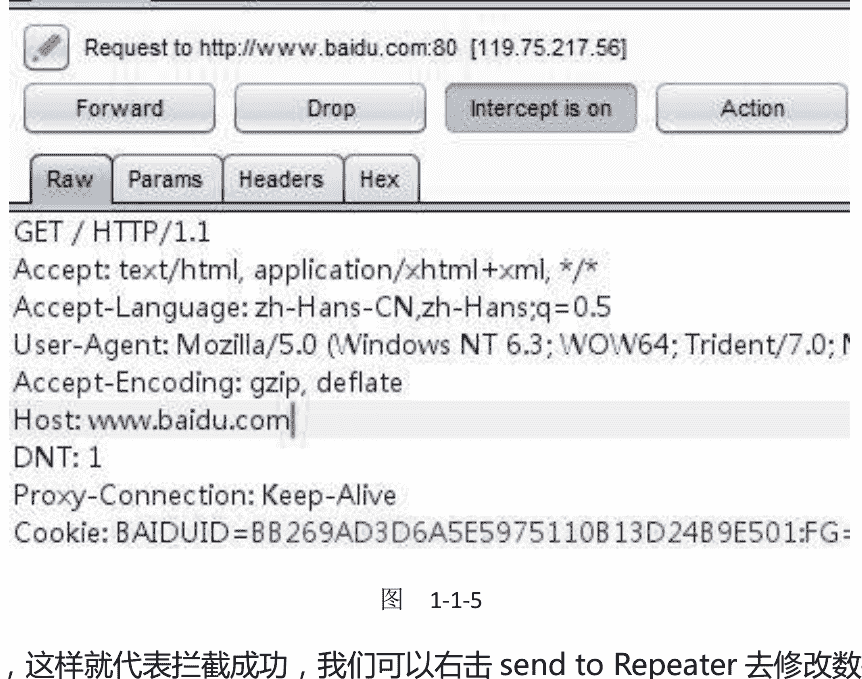 Request to http://www.baidu.com:80 [119.75.217.56]
Forward Drop Intercept is on Action
Raw Params Headers Hex
GET / HTTP/1.1
Accept: text/html, application/xhtml+xml, */*
Accept-Language: zh-Hans-CN,zh-Hans;q=0.5
User-Agent: Mozilla/5.0 (Windows NT 6.3; WOW64; Trident/7.0;
Accept-Encoding: gzip, deflate
Host: www.baidu.com
DNT: 1
Proxy-Connection: Keep-Alive
Cookie: BAIDUID=BB269AD3D6A5E5975110B13D24B9E501:FG=
图 1-1-5
，这样就代表拦截成功，我们可以右击 send to Repeater 去修改数